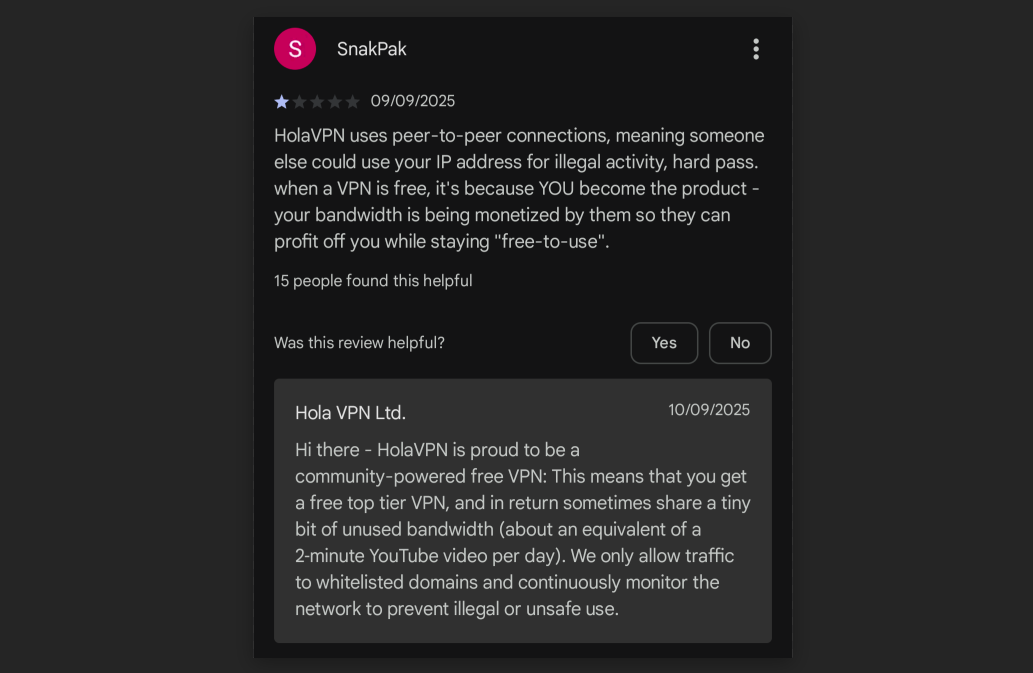 S
SnakPak
09/09/2025
HolaVPN uses peer-to-peer connections, meaning someone
else could use your IP address for illegal activity, hard pass.
when a VPN is free, it's because YOU become the product -
your bandwidth is being monetized by them so they can
profit off you while staying "free-to-use".
15 people found this helpful
Was this review helpful?
Yes
No
Hola VPN Ltd.
10/09/2025
Hi there - HolaVPN is proud to be a
community-powered free VPN: This means that you get
a free top tier VPN, and in return sometimes share a tiny
bit of unused bandwidth (about an equivalent of a
2-minute YouTube video per day). We only allow traffic
to whitelisted domains and continuously monitor the
network to prevent illegal or unsafe use.